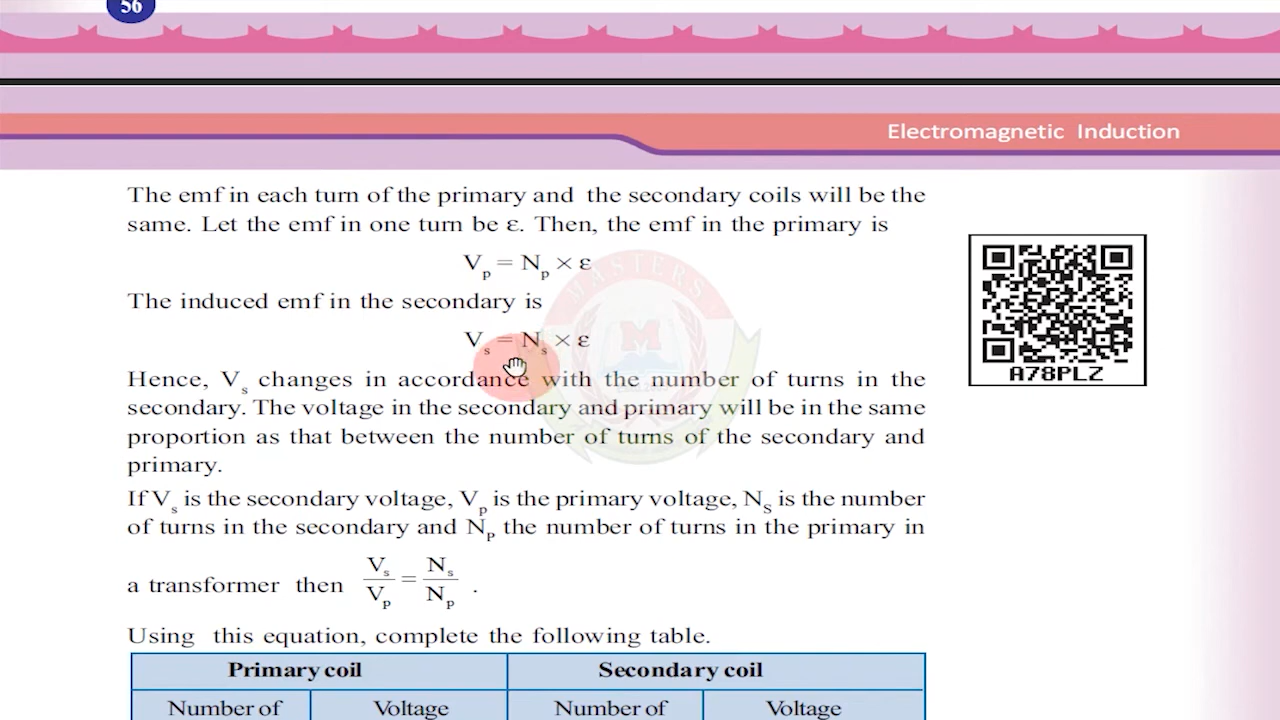 56
Electromagnetic Induction
The emf in each turn of the primary and the secondary coils will be the
same. Let the emf in one turn be ε. Then, the emf in the primary is
Vp = Np × ε
The induced emf in the secondary is
Vs = Ns × ε
Hence, Vs changes in accordance with the number of turns in the
secondary. The voltage in the secondary and primary will be in the same
proportion as that between the number of turns of the secondary and
primary.
If Vs is the secondary voltage, Vp is the primary voltage, NS is the number
of turns in the secondary and NP the number of turns in the primary in
a transformer then Vs/Vp = Ns/Np .
Using this equation, complete the following table.
Primary coil Secondary coil
Number of Voltage Number of Voltage
A78PLZ
MASTERS
M